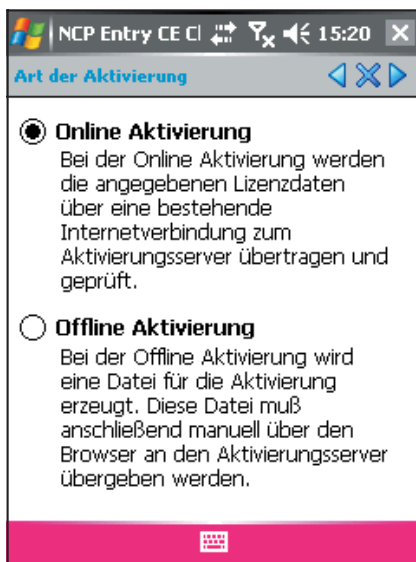 NCP Entry CE Cl 15:20
Art der Aktivierung
Online Aktivierung
Bei der Online Aktivierung werden
die angegebenen Lizenzdaten
über eine bestehende
Internetverbindung zum
Aktivierungsserver übertragen und
geprüft.
Offline Aktivierung
Bei der Offline Aktivierung wird
eine Datei für die Aktivierung
erzeugt. Diese Datei muß
anschließend manuell über den
Browser an den Aktivierungsserver
übergeben werden.